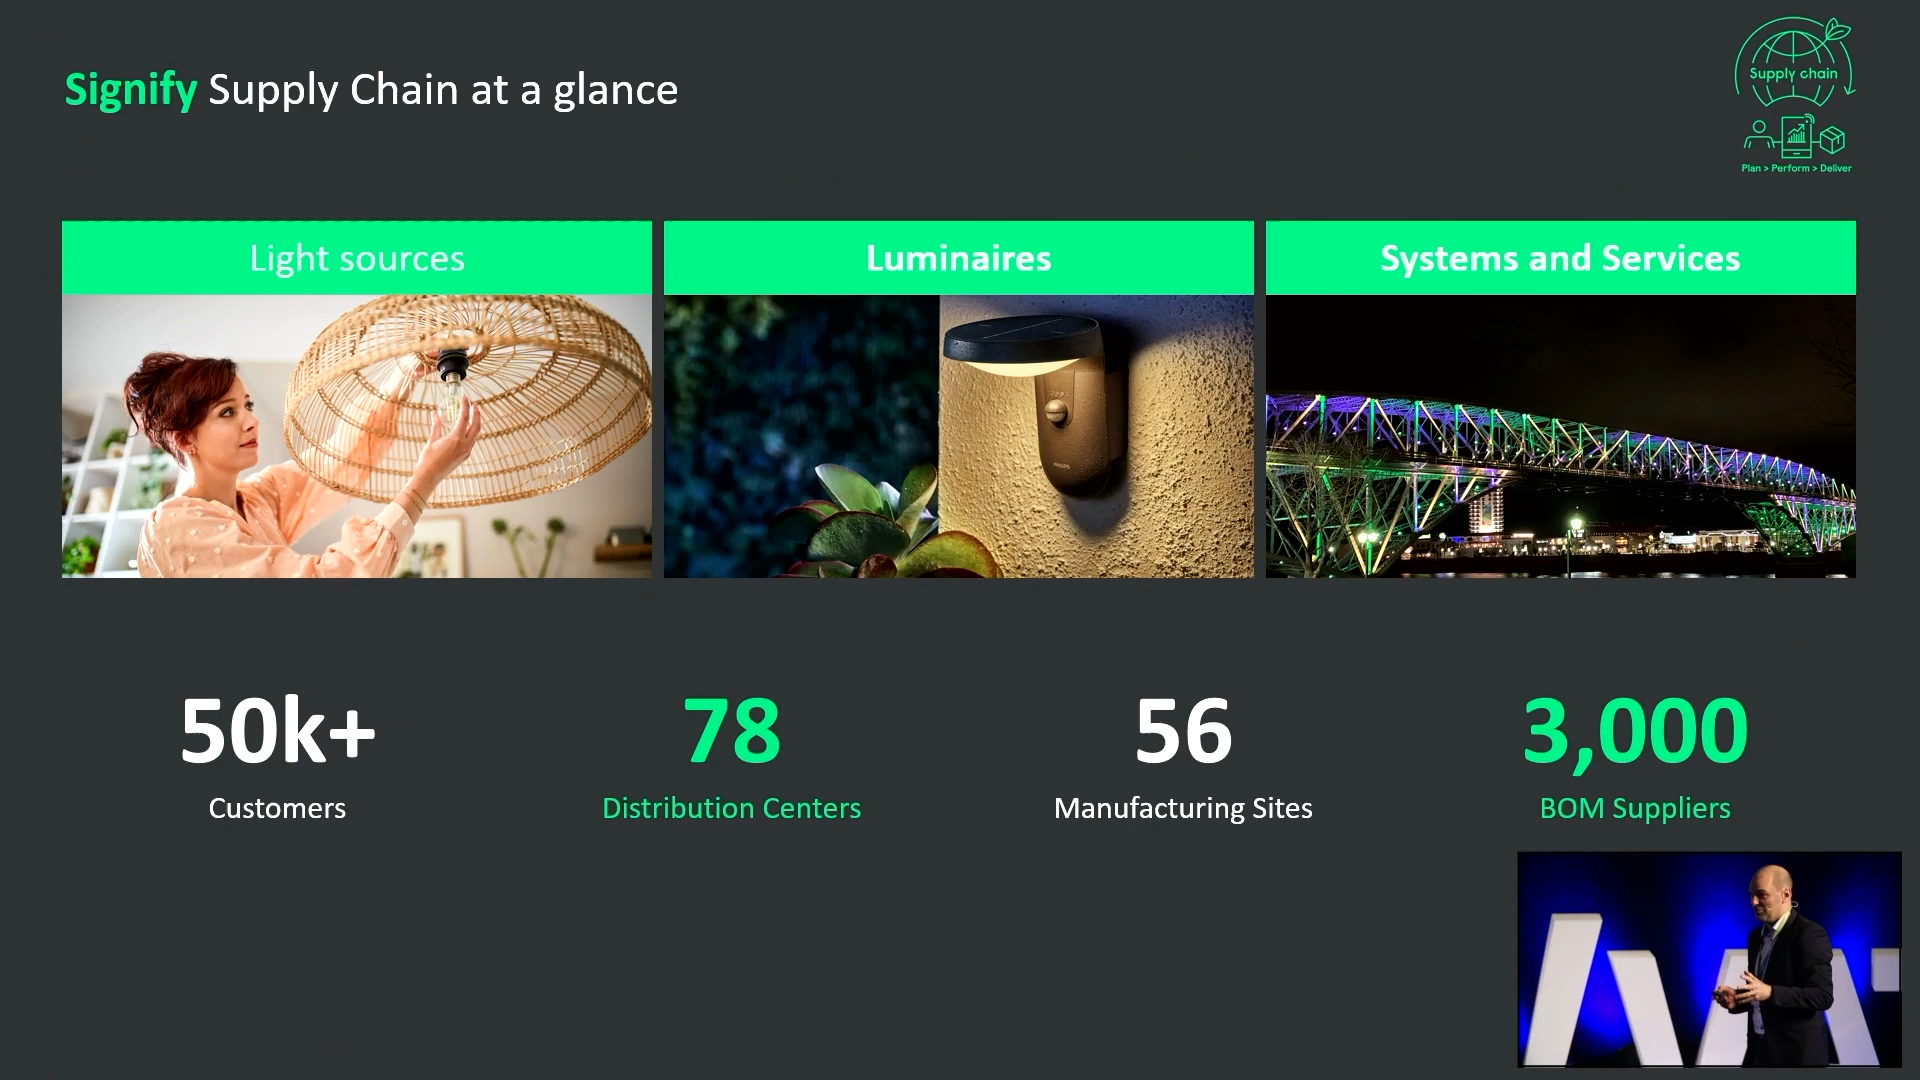 Signify Supply Chain at a glance
Supply chain
Plan > Perform > Deliver
Light sources
Luminaires
Systems and Services
50k+
78
56
3,000
Customers
Distribution Centers
Manufacturing Sites
BOM Suppliers